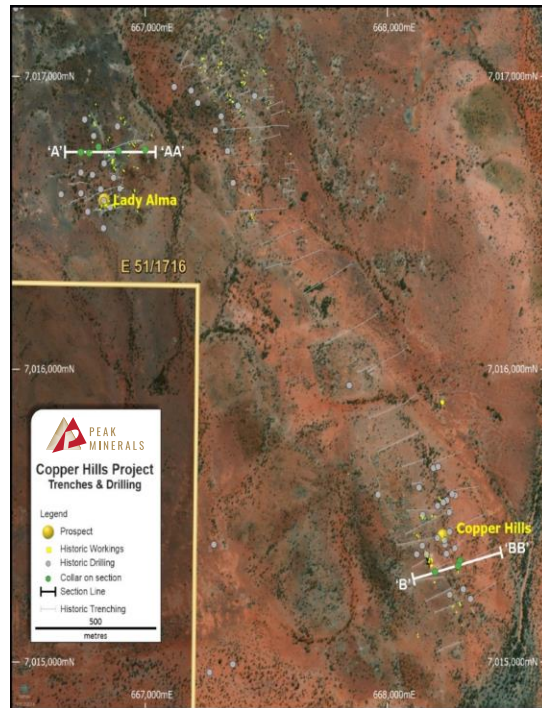 667,000mE 668,000mE
7,017,000mN 7,017,000mN
'A' 'AA'
Lady Alma
E 51/1716
7,016,000mN 7,016,000mN
PEAK
MINERALS
Copper Hills Project
Trenches & Drilling
Legend
Prospect
Historic Workings
Historic Drilling
Collar on section
Section Line
Historic Trenching
500
metres
Copper Hills
'B' 'BB'
7,015,000mN 7,015,000mN
667,000mE 668,000mE